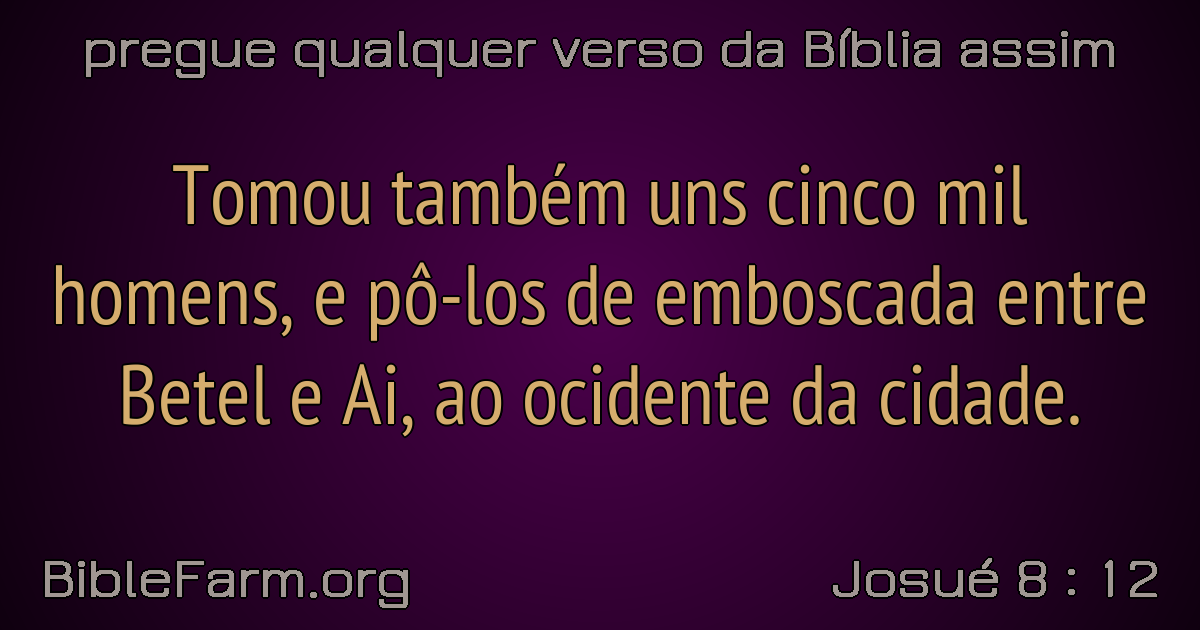 pregue qualquer verso da Bíblia assim
Tomou também uns cinco mil
homens, e pô-los de emboscada entre
Betel e Ai, ao ocidente da cidade.
BibleFarm.org
Josué 8 : 12